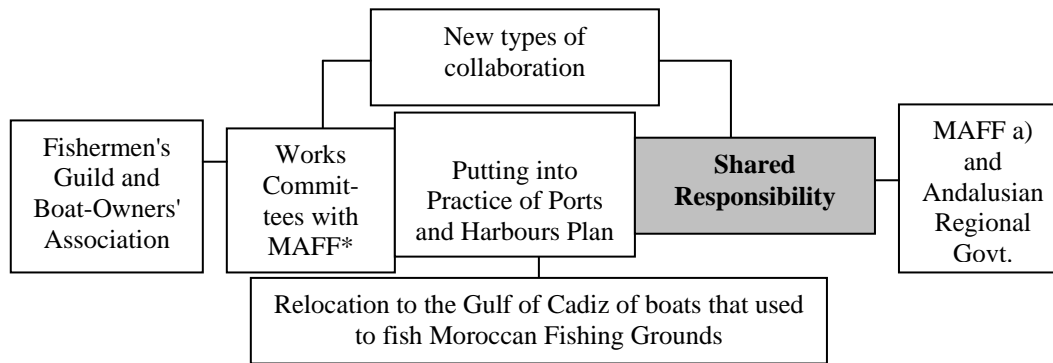 New types of
collaboration
Fishermen's
Guild and
Boat-Owners'
Association
Works
Commit-
tees with
MAFF*
Putting into
Practice of Ports
and Harbours Plan
Shared
Responsibility
MAFF a)
and
Andalusian
Regional
Govt.
Relocation to the Gulf of Cadiz of boats that used
to fish Moroccan Fishing Grounds